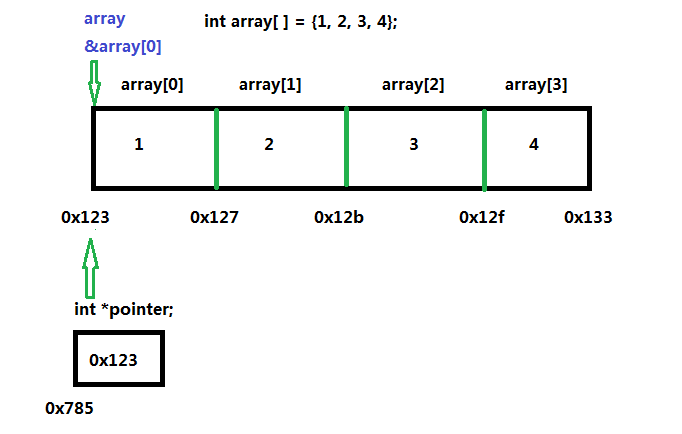 array
int array[ ] = {1, 2, 3, 4};
&array[0]
array[0] array[1] array[2] array[3]
1 2 3 4
0x123 0x127 0x12b 0x12f 0x133
int *pointer;
0x123
0x785